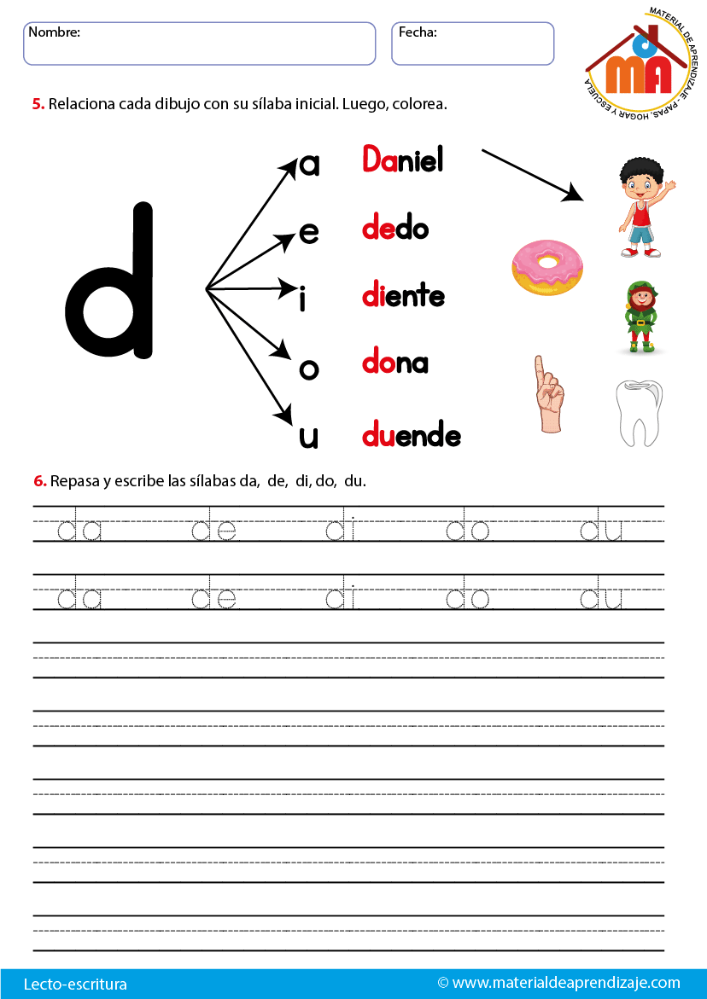 Nombre:
Fecha:
MATERIAL DE APRENDIZAJE - PAPAS, HOGAR Y ESCUELA
d
mA
5. Relaciona cada dibujo con su sílaba inicial. Luego, colorea.
d
a Daniel
e dedo
i diente
o dona
u duende
6. Repasa y escribe las sílabas da, de, di, do, du.
da de di do du
da de di do du
Lecto-escritura
© www.materialdeaprendizaje.com